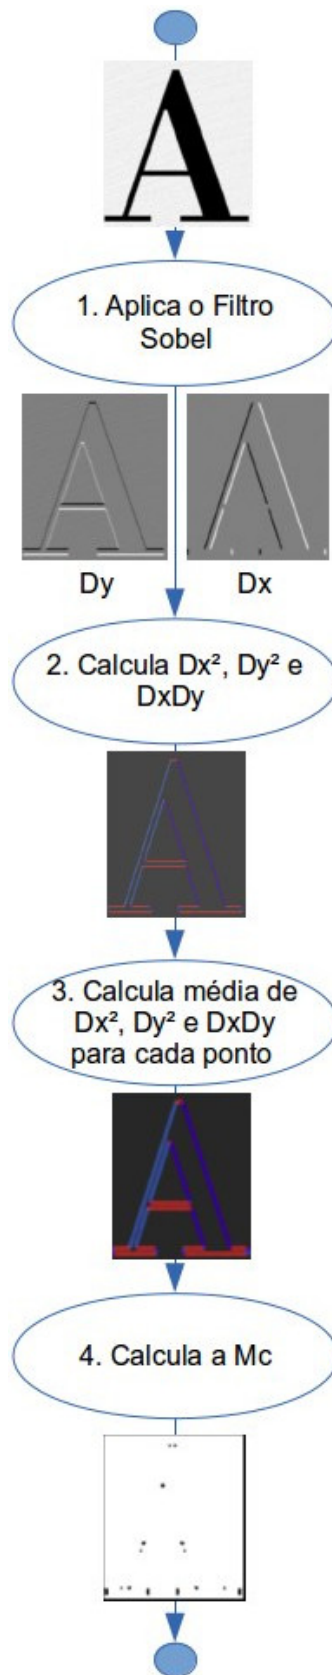 A
1. Aplica o Filtro
Sobel
Dy
Dx
2. Calcula Dx², Dy² e
DxDy
3. Calcula média de
Dx², Dy² e DxDy
para cada ponto
4. Calcula a Mc